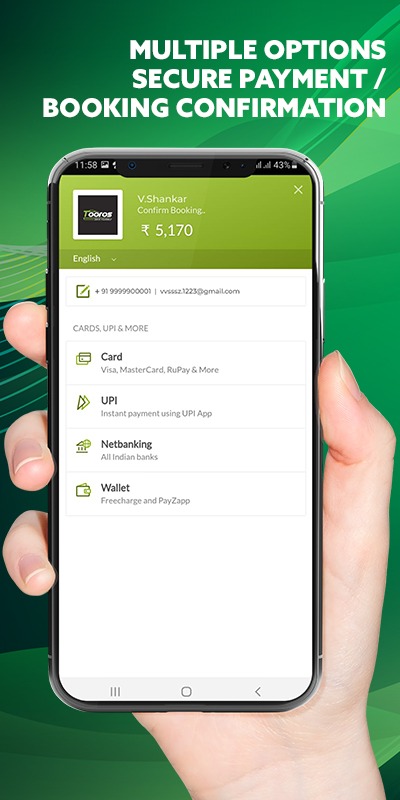 MULTIPLE OPTIONS
SECURE PAYMENT /
BOOKING CONFIRMATION
11:58 43%
Tooros
V.Shankar
Confirm Booking..
₹ 5,170
English
+ 91 9999900001 | vvsssz.1223@gmail.com
CARDS, UPI & MORE
Card
Visa, MasterCard, RuPay & More
UPI
Instant payment using UPI App
Netbanking
All Indian banks
Wallet
Freecharge and PayZapp